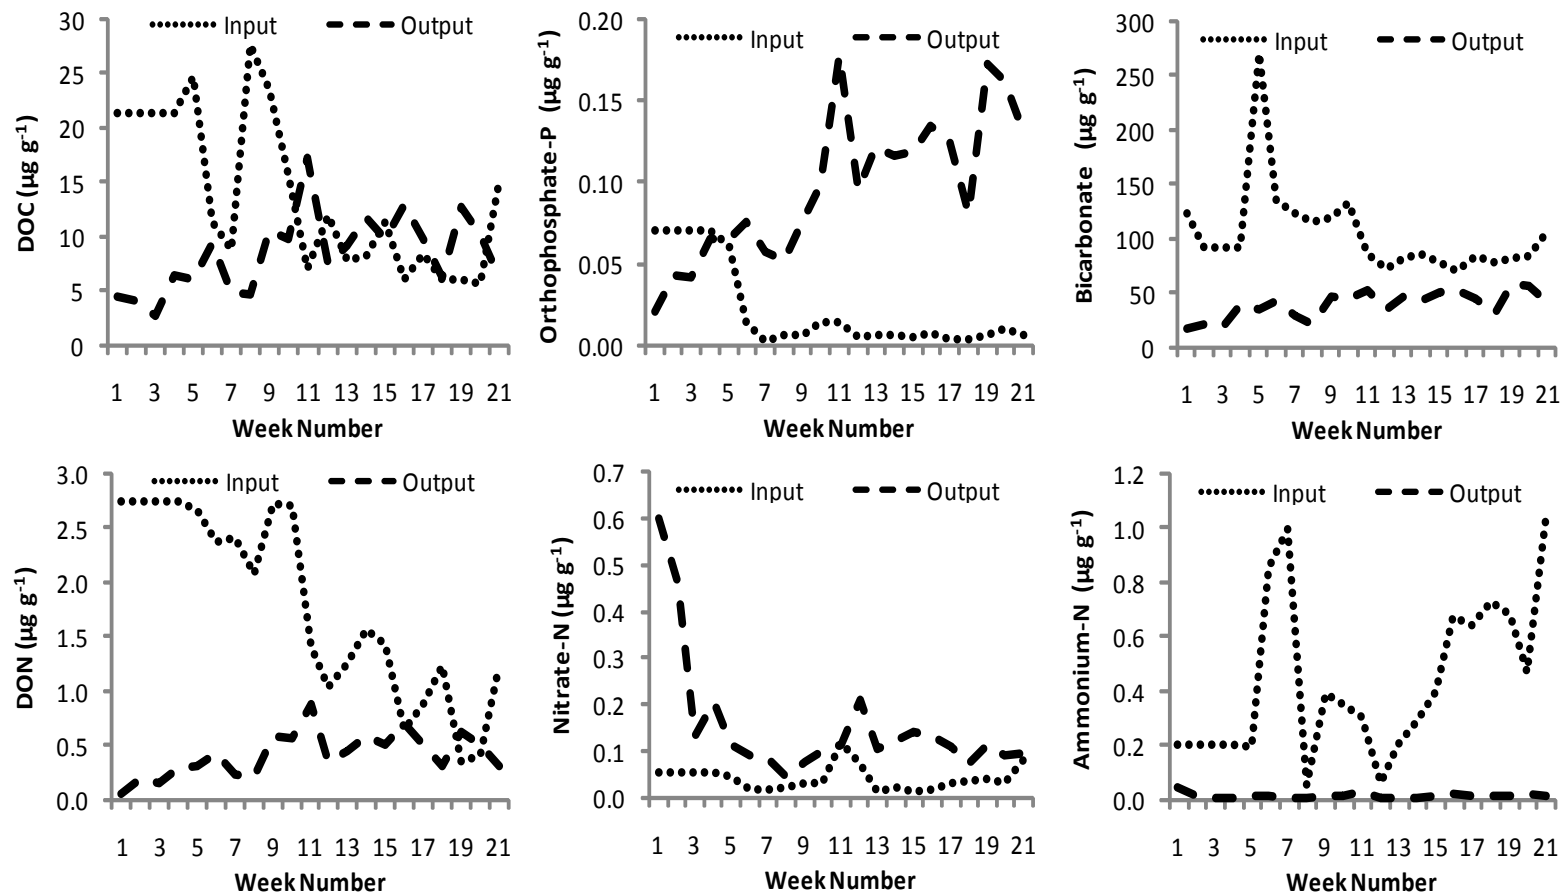 DOC (µg g-1)
30
25
20
15
10
5
0
Input
Output
1 3 5 7 9 11 13 15 17 19 21
Week Number
Orthophosphate-P (µg g-1)
0.20
0.15
0.10
0.05
0.00
Input
Output
1 3 5 7 9 11 13 15 17 19 21
Week Number
Bicarbonate (µg g-1)
300
250
200
150
100
50
0
Input
Output
1 3 5 7 9 11 13 15 17 19 21
Week Number
DON (µg g-1)
3.0
2.5
2.0
1.5
1.0
0.5
0.0
Input
Output
1 3 5 7 9 11 13 15 17 19 21
Week Number
Nitrate-N (µg g-1)
0.7
0.6
0.5
0.4
0.3
0.2
0.1
0.0
Input
Output
1 3 5 7 9 11 13 15 17 19 21
Week Number
Ammonium-N (µg g-1)
1.2
1.0
0.8
0.6
0.4
0.2
0.0
Input
Output
1 3 5 7 9 11 13 15 17 19 21
Week Number